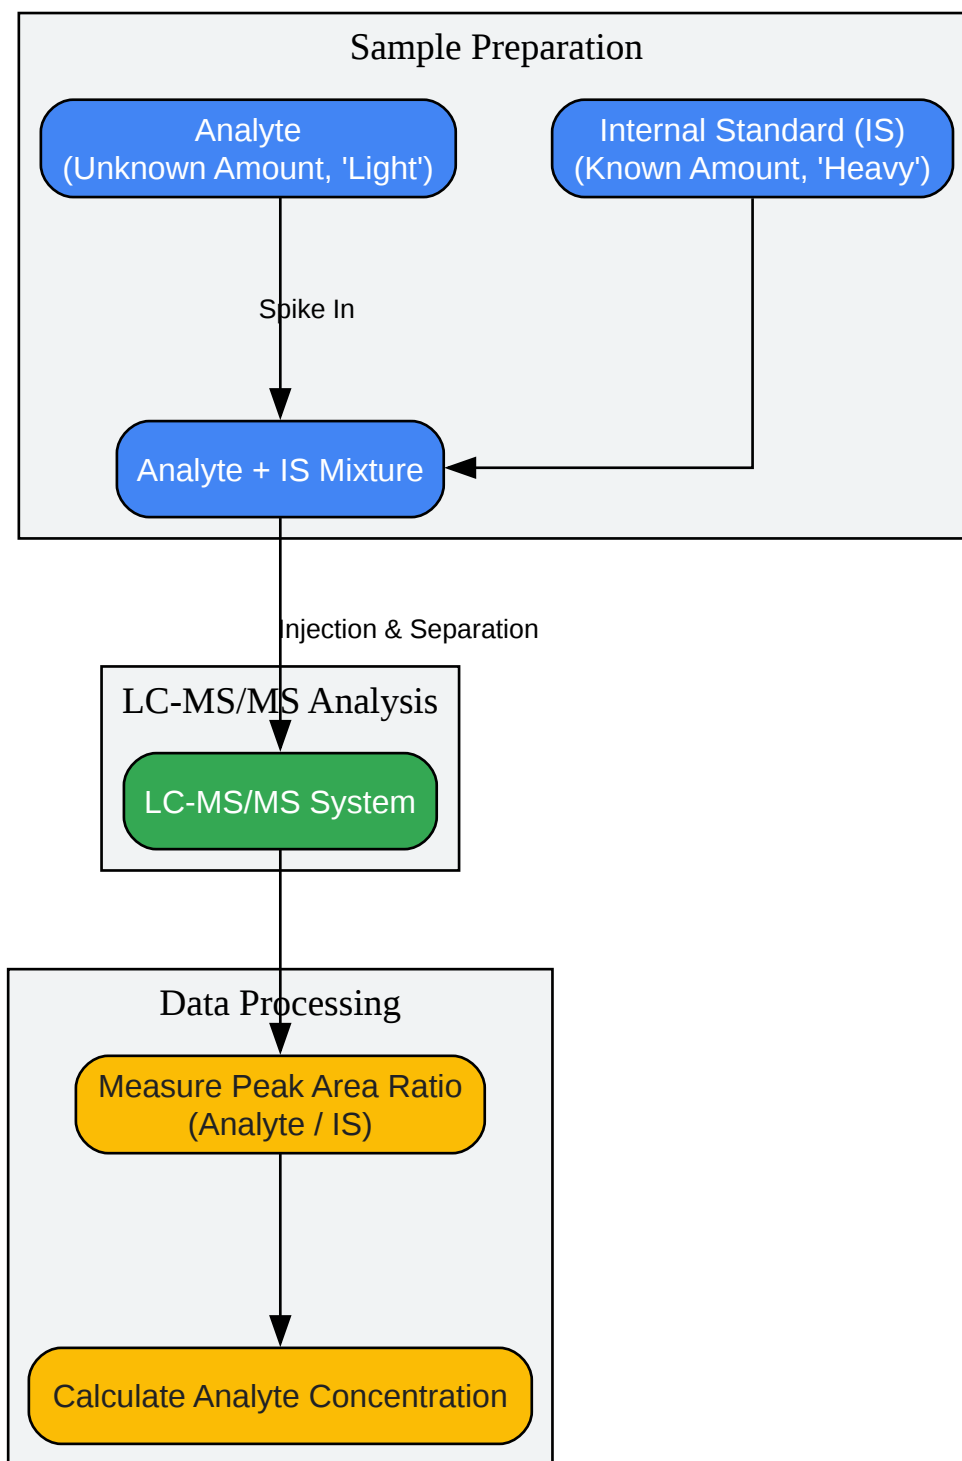 Sample Preparation
Analyte
(Unknown Amount, 'Light')
Internal Standard (IS)
(Known Amount, 'Heavy')
Spike In
Analyte + IS Mixture
Injection & Separation
LC-MS/MS Analysis
LC-MS/MS System
Data Processing
Measure Peak Area Ratio
(Analyte / IS)
Calculate Analyte Concentration